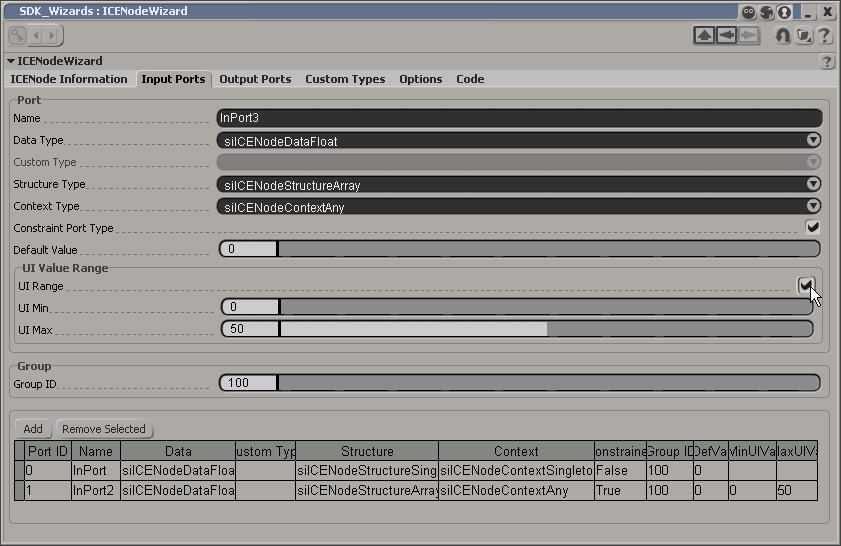 SDK_Wizards : ICENodeWizard
ICENodeWizard
ICENode Information Input Ports Output Ports Custom Types Options Code
Port
Name InPort3
Data Type siICENodeDataFloat
Custom Type
Structure Type siICENodeStructureArray
Context Type siICENodeContextAny
Constraint Port Type
Default Value 0
UI Value Range
UI Range
UI Min 0
UI Max 50
Group
Group ID 100
Add Remove Selected
Port ID Name Data ustom Typ Structure Context onstraine Group ID DefVa MinUIVa axUIVa
0 InPort siICENodeDataFloa siICENodeStructureSing siICENodeContextSingleto False 100 0
1 InPort2 siICENodeDataFloa siICENodeStructureArray siICENodeContextAny True 100 0 0 50